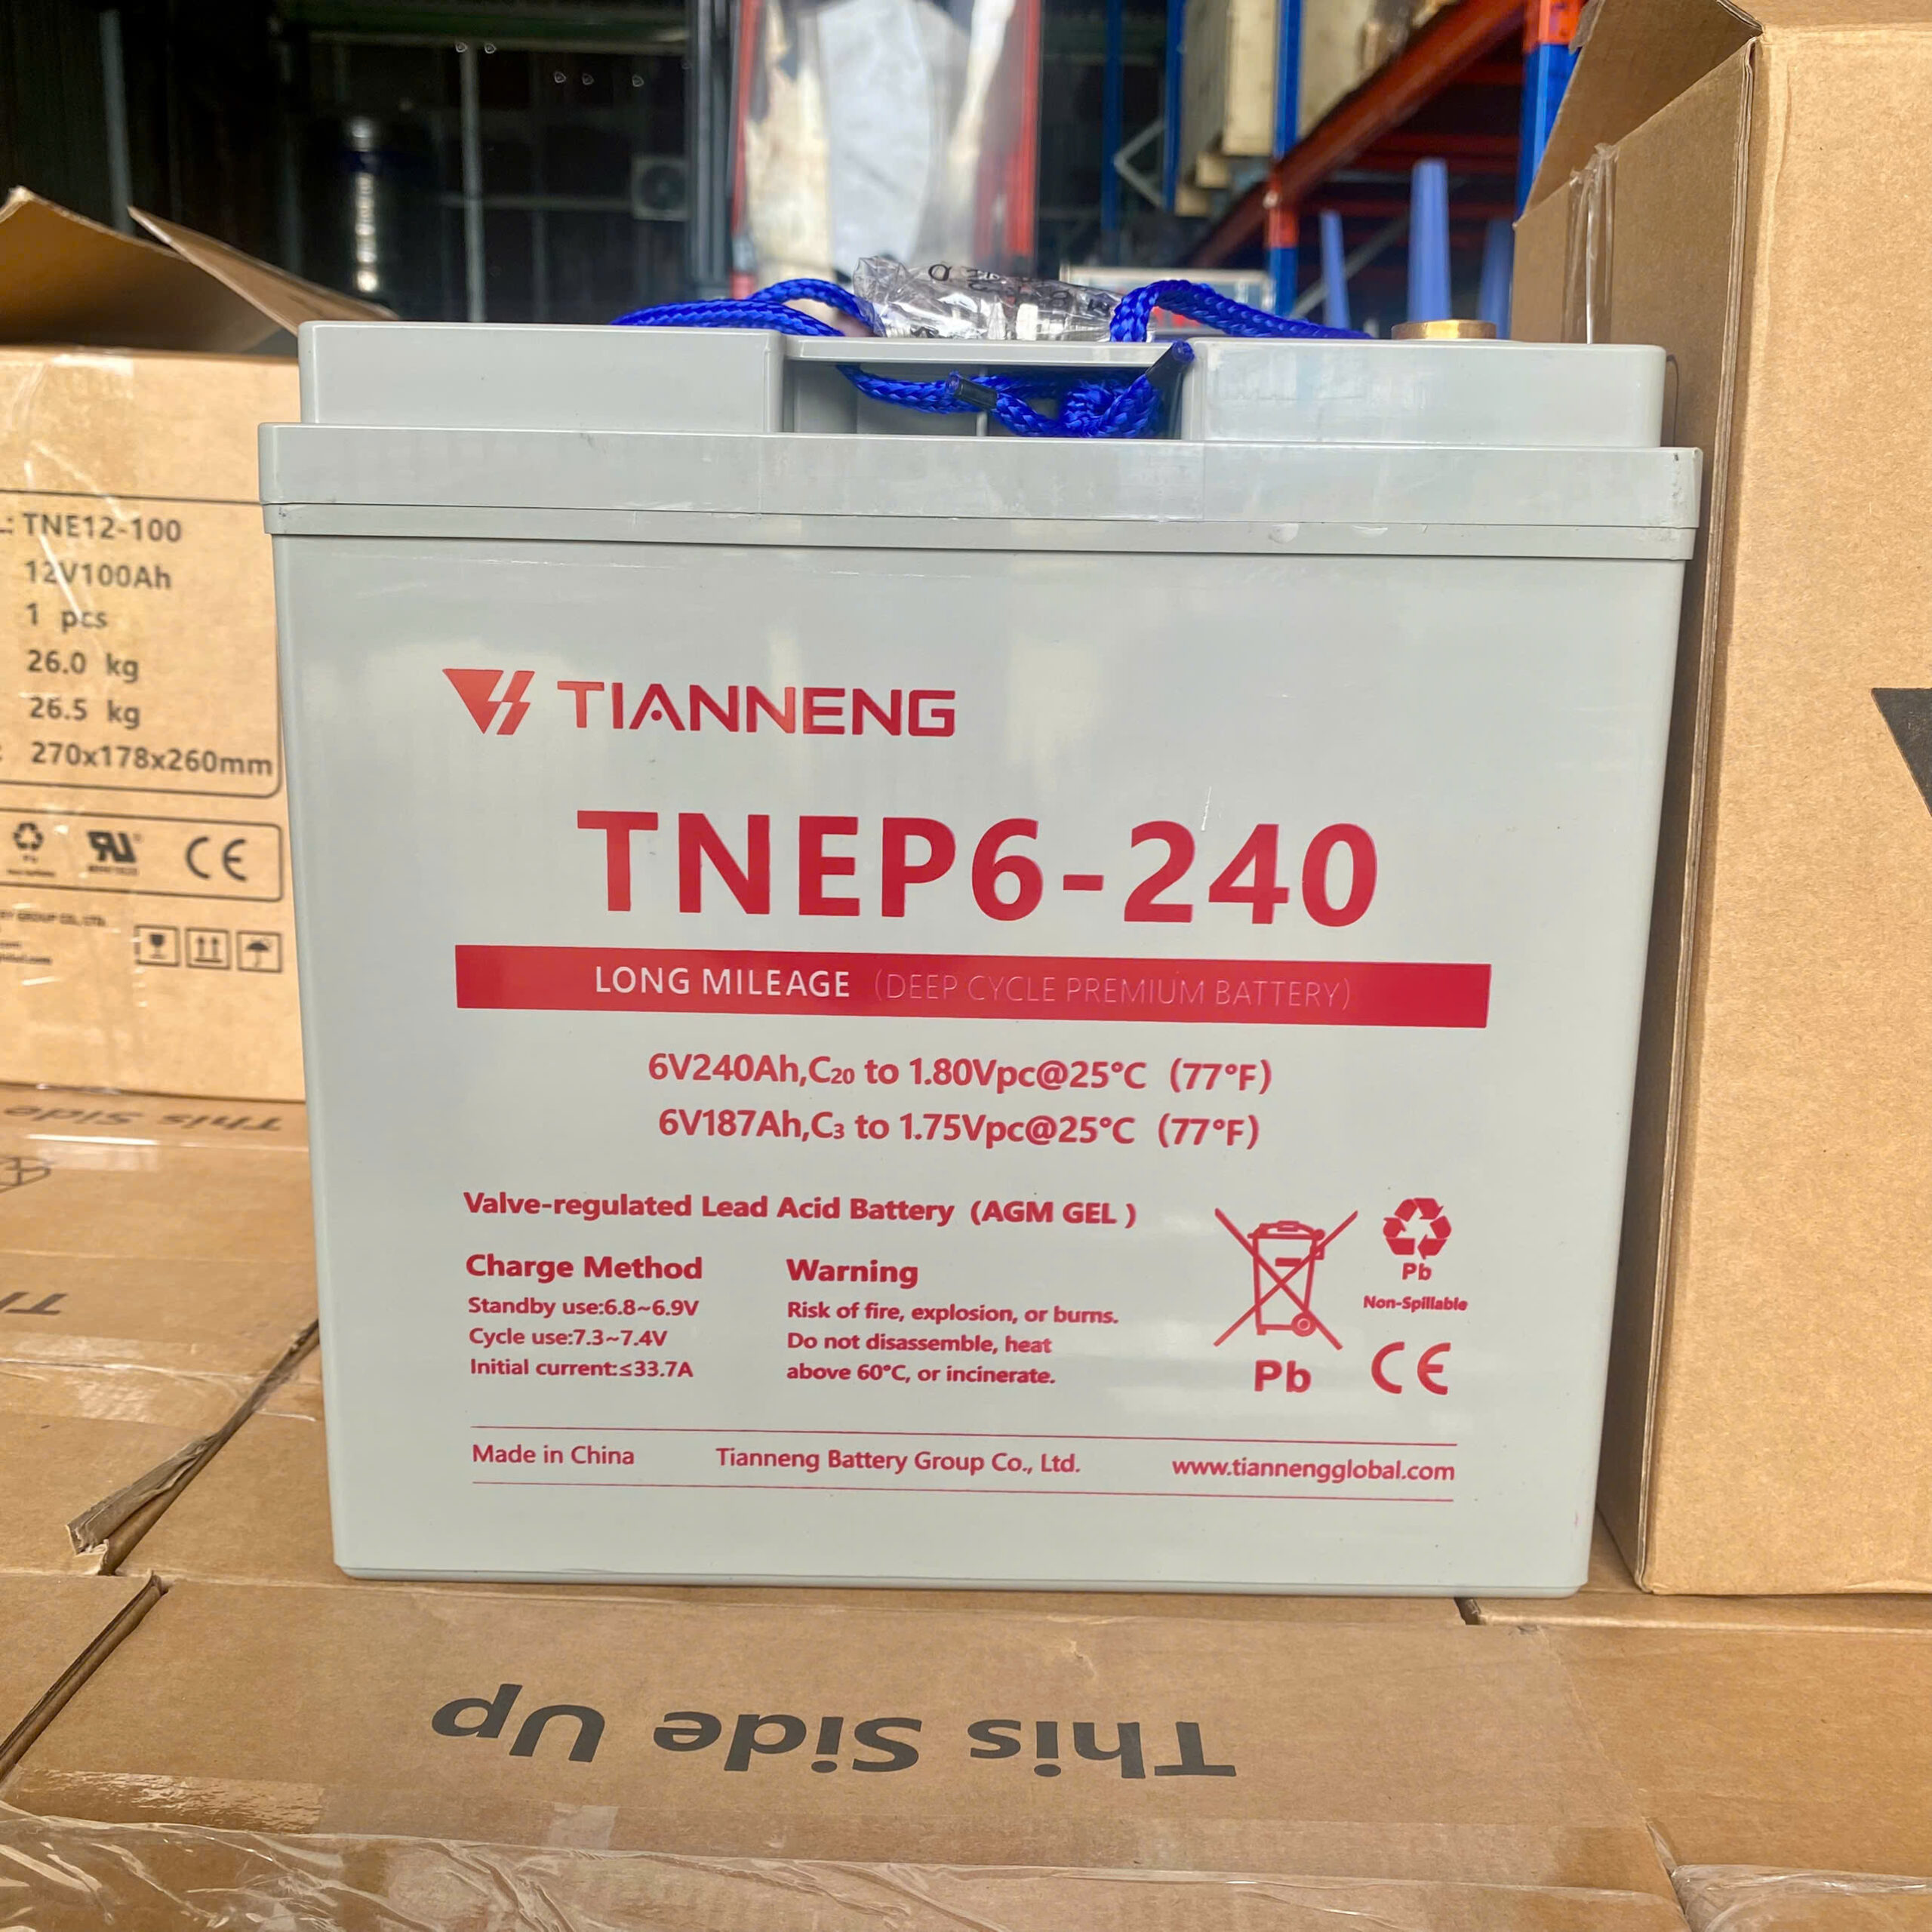 TIANNENG
TNEP6-240
LONG MILEAGE (DEEP CYCLE PREMIUM BATTERY)
6V240Ah,C20 to 1.80Vpc@25°C (77°F)
6V187Ah,C3 to 1.75Vpc@25°C (77°F)
Valve-regulated Lead Acid Battery (AGM GEL )
Charge Method
Standby use:6.8~6.9V
Cycle use:7.3~7.4V
Initial current:≤33.7A
Warning
Risk of fire, explosion, or burns.
Do not disassemble, heat
above 60°C, or incinerate.
Pb
Pb
Non-Spillable
CE
Made in China Tianneng Battery Group Co., Ltd. www.tiannengglobal.com
TNE12-100
12V100Ah
1 pcs
26.0 kg
26.5 kg
270x178x260mm
CE
This Side
This Side Up